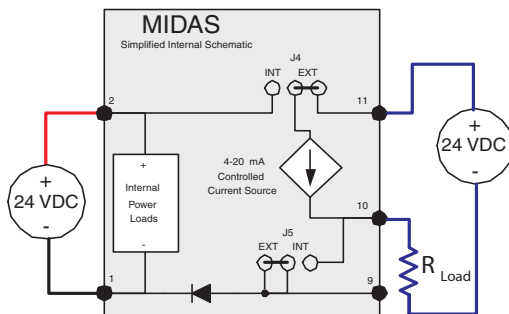 MIDAS
Simplified Internal Schematic
J4
INT EXT
2
11
+
24 VDC
-
+
Internal
Power
Loads
-
4-20 mA
Controlled
Current Source
+
24 VDC
-
10
J5
EXT INT
R Load
1
9